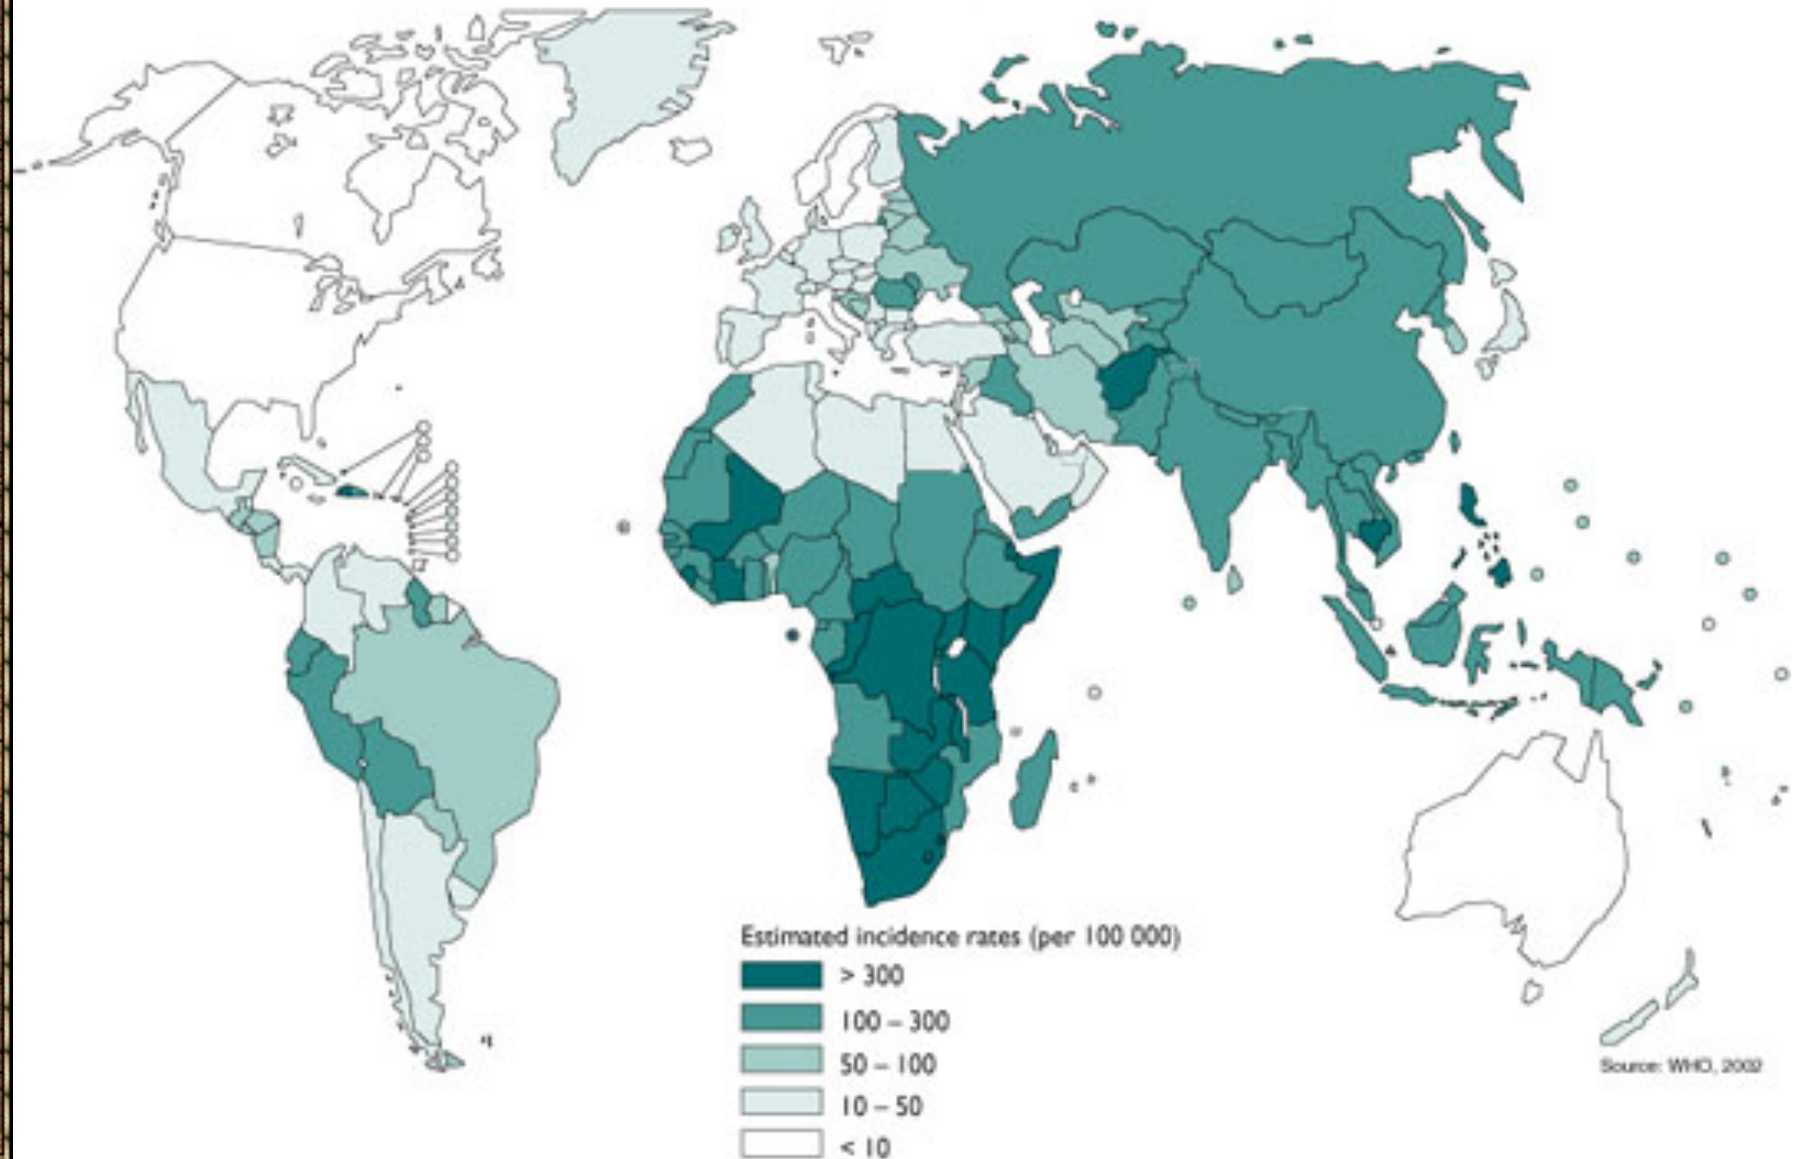 Estimated incidence rates (per 100 000)
> 300
100 – 300
50 – 100
10 – 50
< 10
Source: WHO, 2002